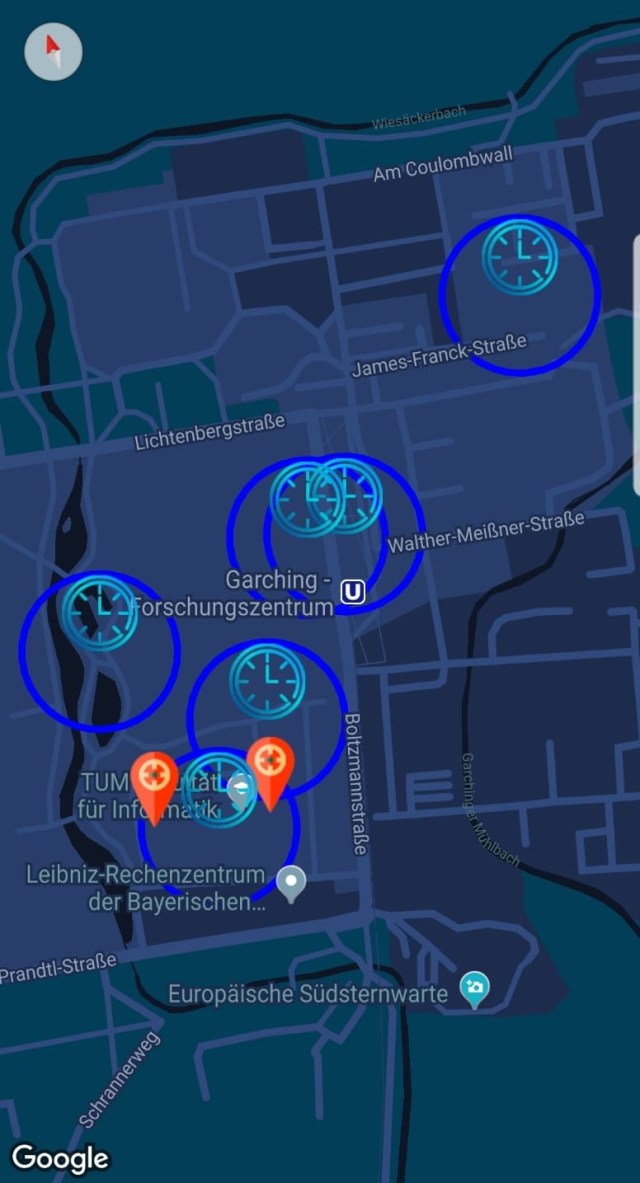 Wiesäckerbach
Am Coulombwall
James-Franck-Straße
Lichtenbergstraße
Walther-Meißner-Straße
Garching -
Forschungszentrum
U
Boltzmannstraße
Garchinger Mühlbach
TUM
für Informatik
Leibniz-Rechenzentrum
der Bayerischen...
Prandtl-Straße
Europäische Südsternwarte
Schrannerweg
Google